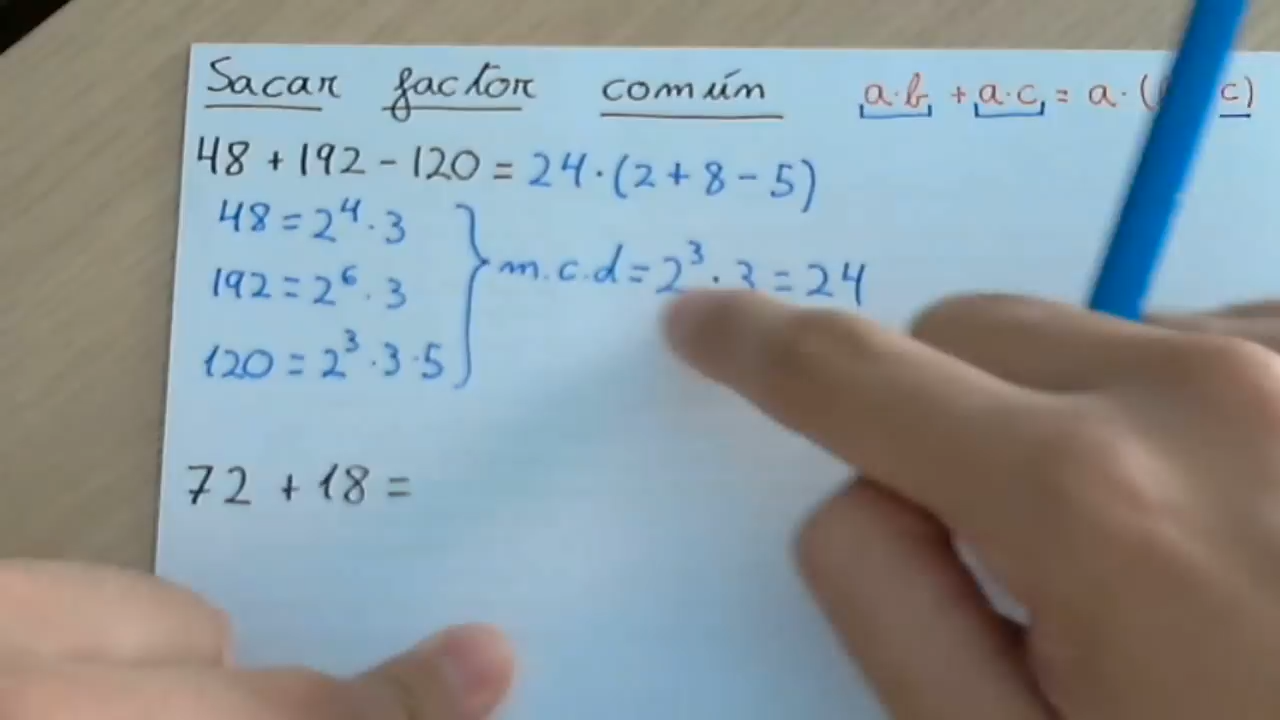 Sacar factor común a·b + a·c = a·( c)
48 + 192 - 120 = 24·(2 + 8 - 5)
48 = 2⁴·3
192 = 2⁶·3
120 = 2³·3·5
m.c.d = 2³·3 = 24
72 + 18 =